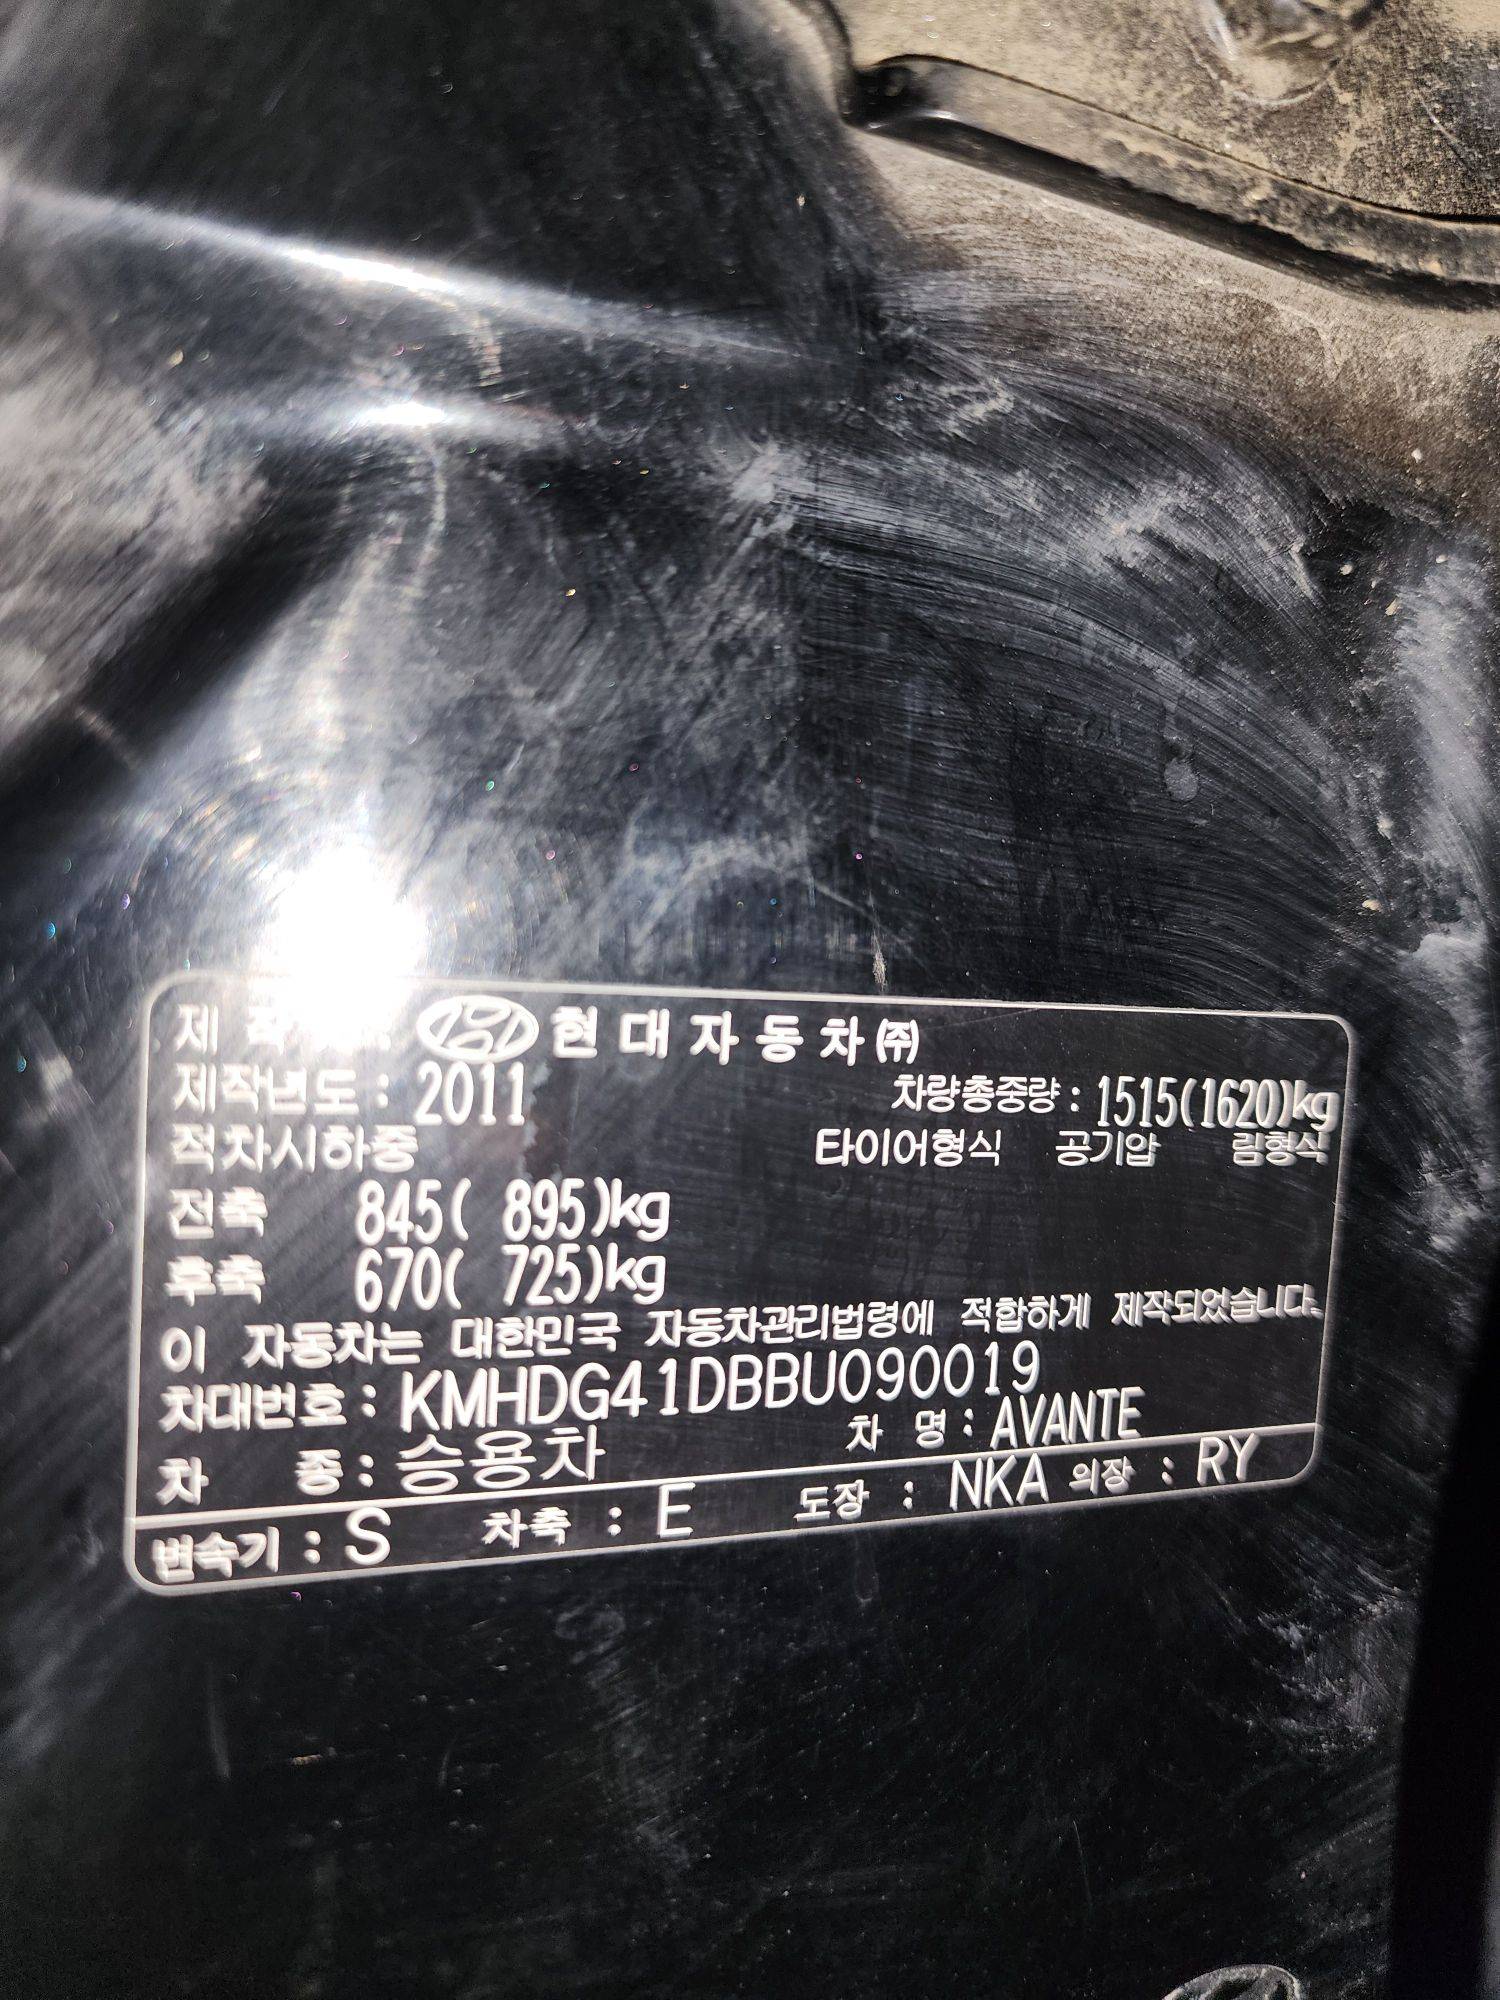 제 작 자 : 현대자동차㈜
제작년도 : 2011 차량총중량 : 1515(1620)kg
적차시하중 타이어형식 공기압 림형식
전축 845( 895)kg
후축 670( 725)kg
이 자동차는 대한민국 자동차관리법령에 적합하게 제작되었습니다.
차대번호 : KMHDG41DBBU090019
차 종 : 승용차 차 명 : AVANTE
변속기 : S 차축 : E 도장 : NKA 의장 : RY